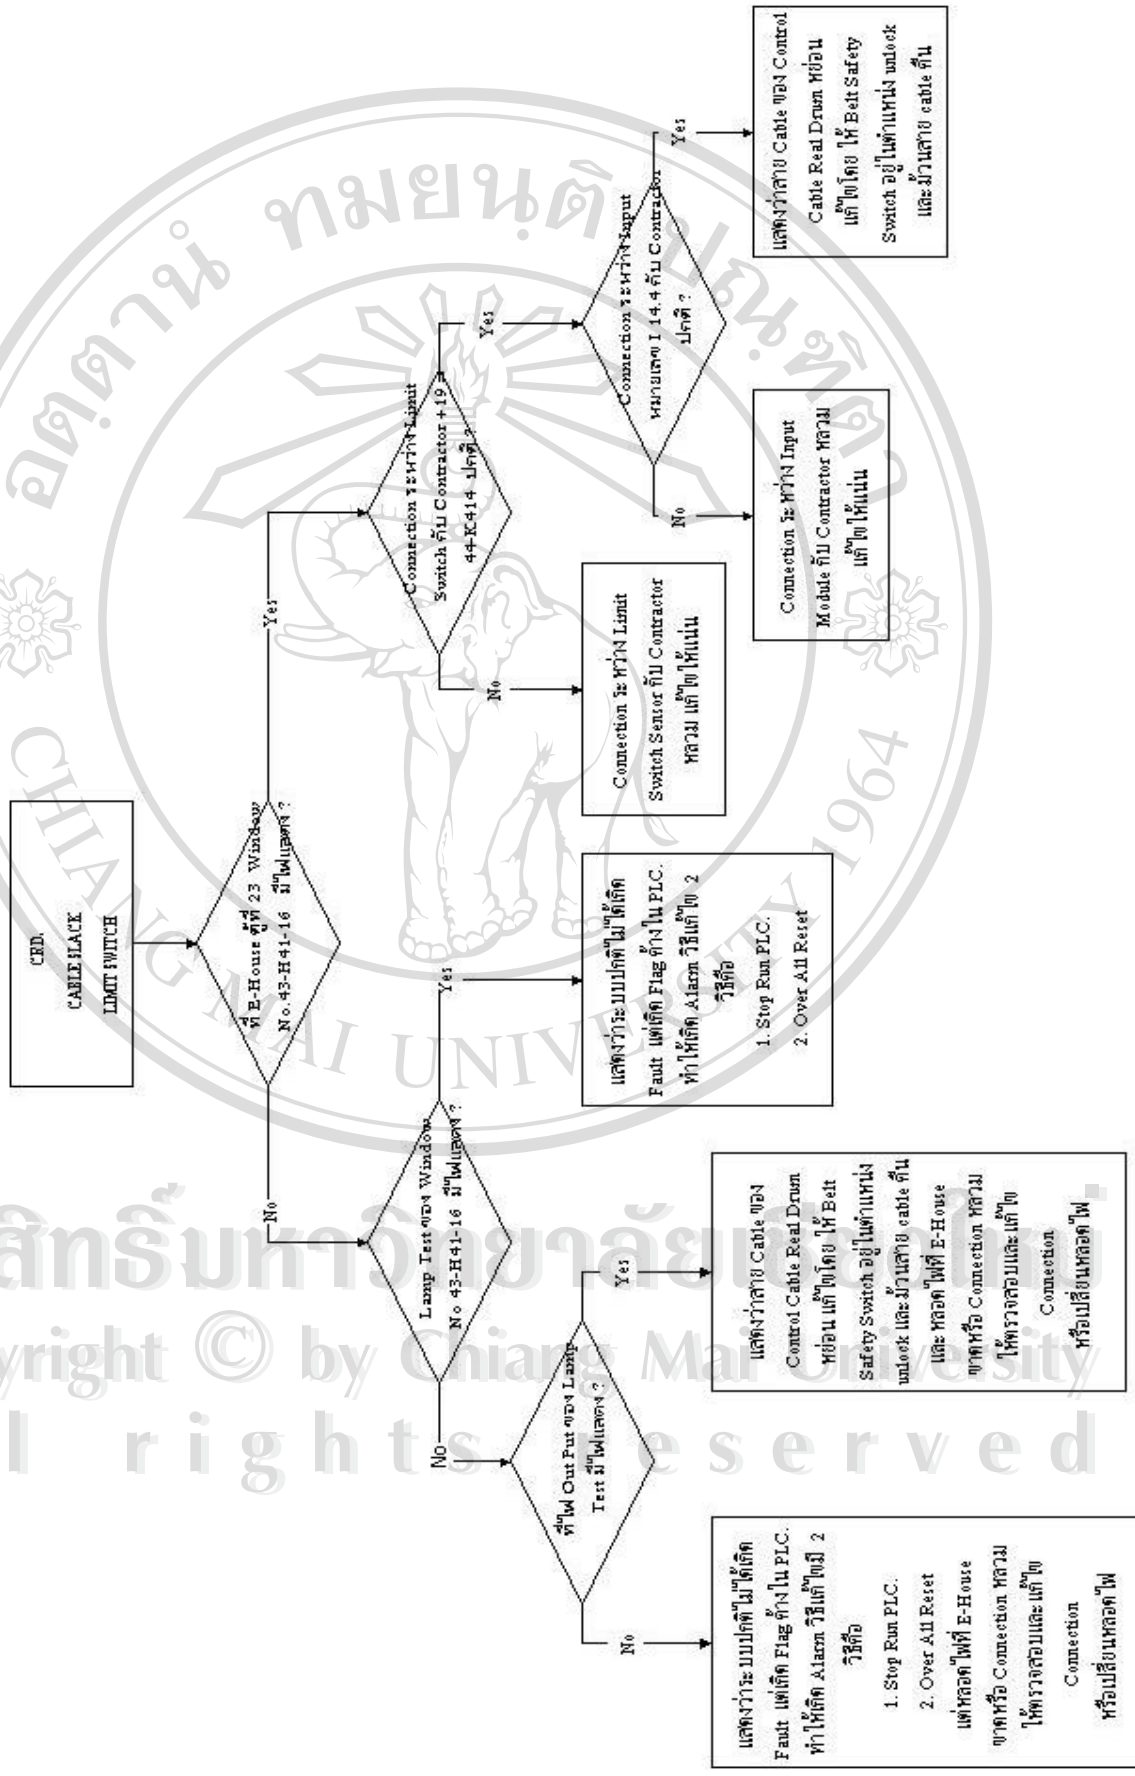 CRD.
CABLE SLACK
LIMIT SWITCH
ที่ E-House ตู้ที่ 23 Window
No.43-H41-16 มีไฟแสดง ?
No
Yes
Lamp Test ของ Window
No 43-H41-16 มีไฟแสดง ?
No
Yes
Connection ระหว่าง Limit
Switch กับ Contractor +19
44-K414 ปกติ ?
No
Yes
ที่ไฟ Out Put ของ Lamp
Test มีไฟแสดง ?
No
Yes
Connection ระหว่าง Input
หมายเลข I 14.4 กับ Contractor
ปกติ ?
No
Yes
แสดงว่าระบบปกติไม่ได้เกิด
Fault แต่เกิด Flag ค้างใน PLC.
ทำให้เกิด Alarm วิธีแก้ไขมี 2
วิธีคือ
1. Stop Run PLC.
2. Over All Reset
แต่หลอดไฟที่ E-House
ขาดหรือ Connection หลวม
ให้ตรวจสอบและแก้ไข
Connection
หรือเปลี่ยนหลอดไฟ
แสดงว่าสาย Cable ของ
Control Cable Real Drum
หย่อน แก้ไขโดย ให้ Belt
Safety Switch อยู่ในตำแหน่ง
unlock และม้วนสาย cable คืน
และ หลอดไฟที่ E-House
ขาดหรือ Connection หลวม
ให้ตรวจสอบและแก้ไข
Connection
หรือเปลี่ยนหลอดไฟ
แสดงว่าระบบปกติไม่ได้เกิด
Fault แต่เกิด Flag ค้างใน PLC.
ทำให้เกิด Alarm วิธีแก้ไข 2
วิธีคือ
1. Stop Run PLC.
2. Over All Reset
Connection ระหว่าง Limit
Switch Sensor กับ Contractor
หลวม แก้ไขให้แน่น
Connection ระหว่าง Input
Module กับ Contractor หลวม
แก้ไขให้แน่น
แสดงว่าสาย Cable ของ Control
Cable Real Drum หย่อน
แก้ไขโดย ให้ Belt Safety
Switch อยู่ในตำแหน่ง unlock
และม้วนสาย cable คืน
อตฺตานํ ทมยนฺติ ปณฺฑิตา
CHIANG MAI UNIVERSITY 1964
by Chiang Mai University
rights reserved